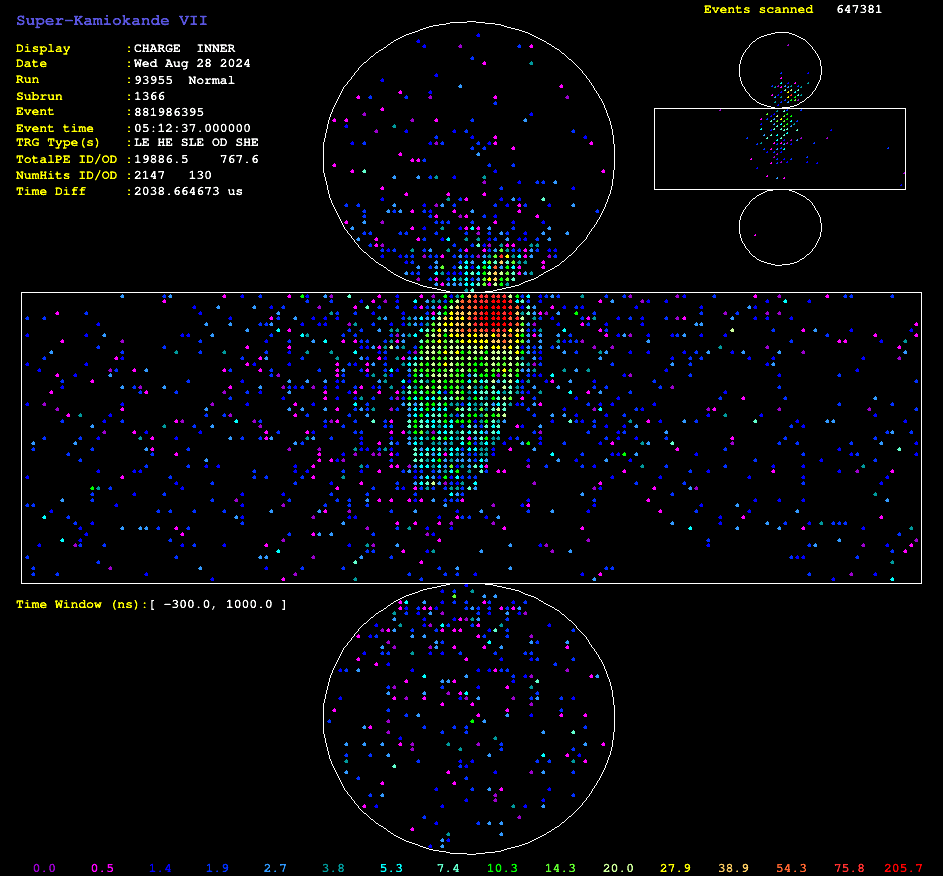 Super-Kamiokande VII
Events scanned 647381
Display :CHARGE INNER
Date :Wed Aug 28 2024
Run :93955 Normal
Subrun :1366
Event :881986395
Event time :05:12:37.000000
TRG Type(s) :LE HE SLE OD SHE
TotalPE ID/OD :19886.5 767.6
NumHits ID/OD :2147 130
Time Diff :2038.664673 us
Time Window (ns):[ -300.0, 1000.0 ]
0.0 0.5 1.4 1.9 2.7 3.8 5.3 7.4 10.3 14.3 20.0 27.9 38.9 54.3 75.8 205.7